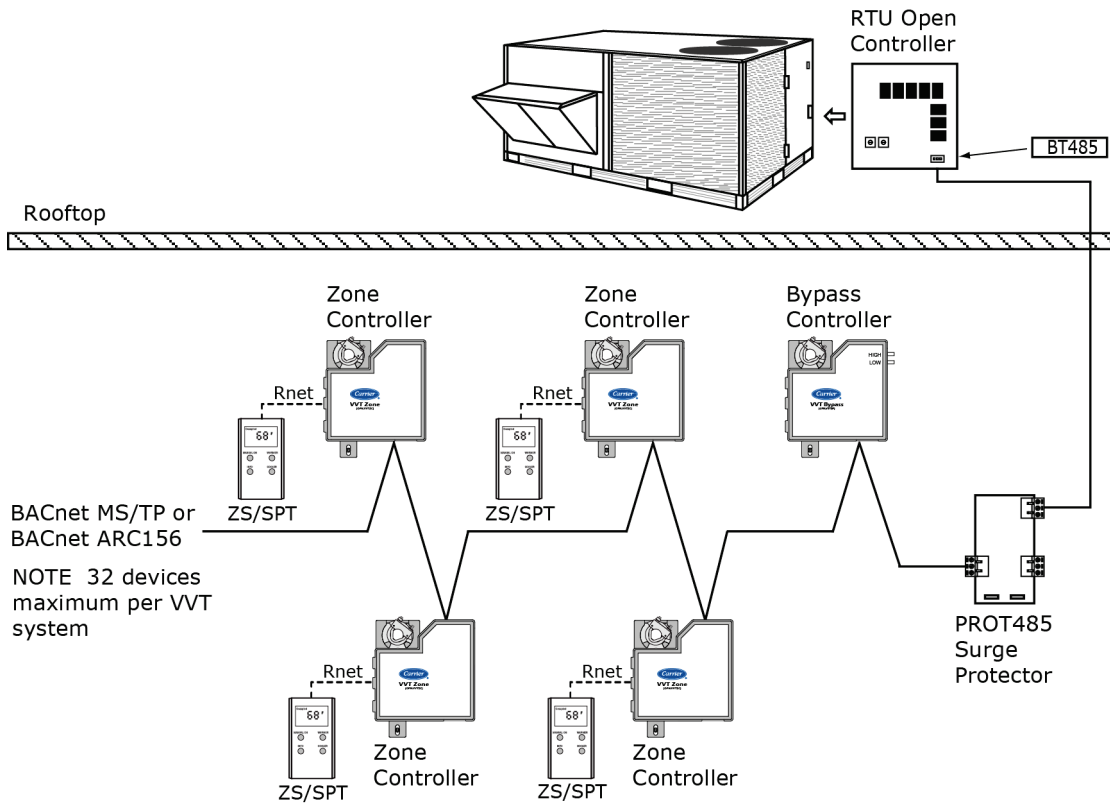 RTU Open
Controller
BT485
Rooftop
Zone
Controller
Zone
Controller
Bypass
Controller
HIGH
LOW
Carrier
VVT Zone
Carrier
VVT Zone
Carrier
VVT Bypass
Rnet
Rnet
68°
68°
ZS/SPT
ZS/SPT
BACnet MS/TP or
BACnet ARC156
NOTE 32 devices
maximum per VVT
system
PROT485
Surge
Protector
Carrier
VVT Zone
Carrier
VVT Zone
Rnet
Rnet
68°
68°
Zone
Controller
Zone
Controller
ZS/SPT
ZS/SPT